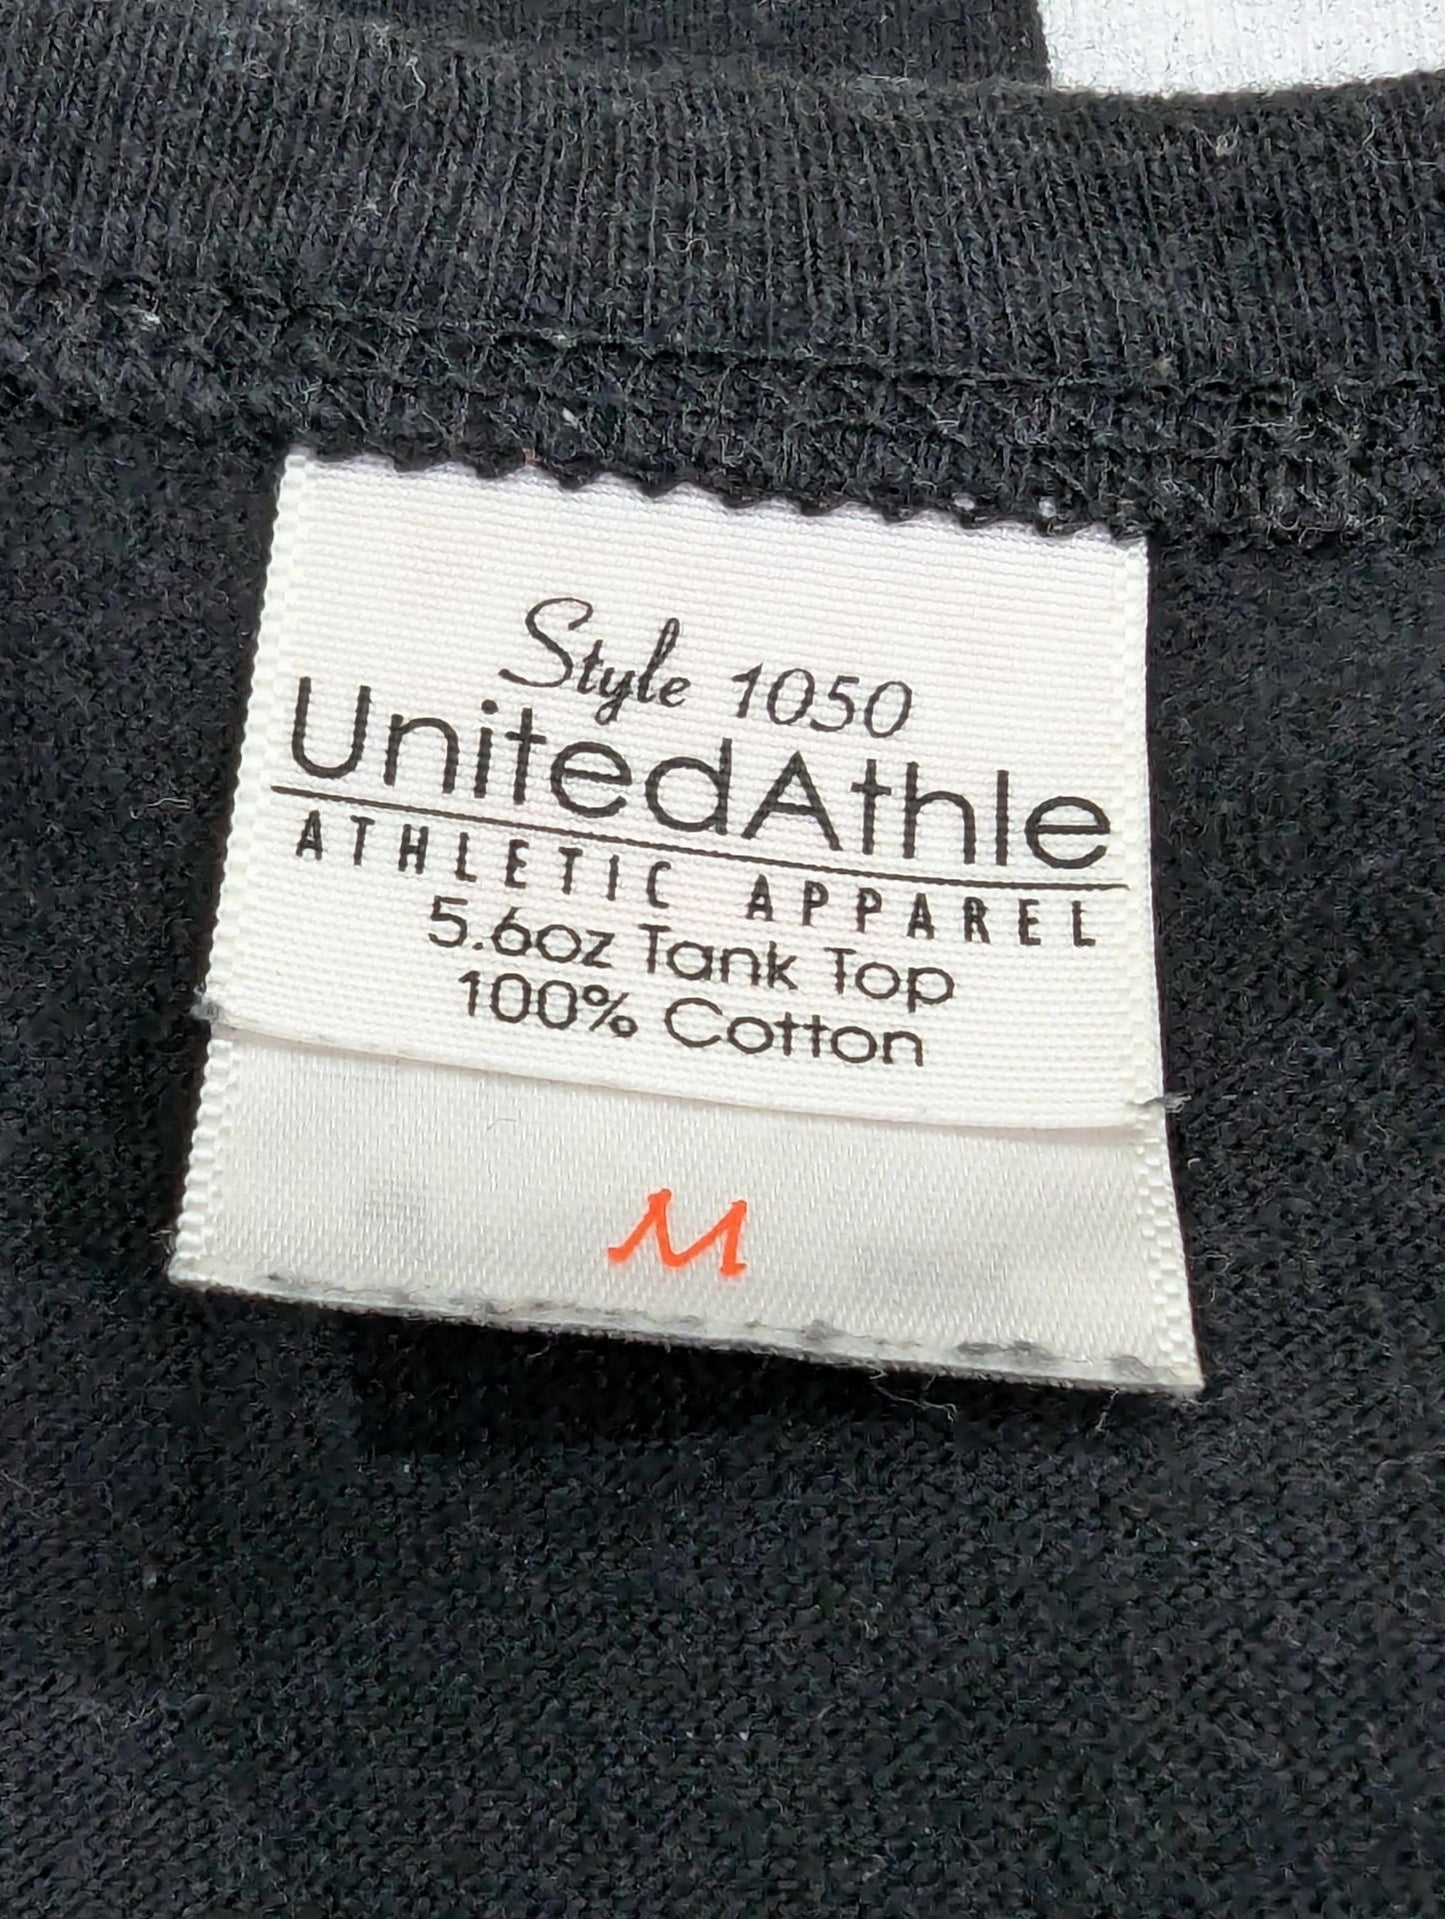 Style 1050
UnitedAthle
ATHLETIC APPAREL
5.6oz Tank Top
100% Cotton
M